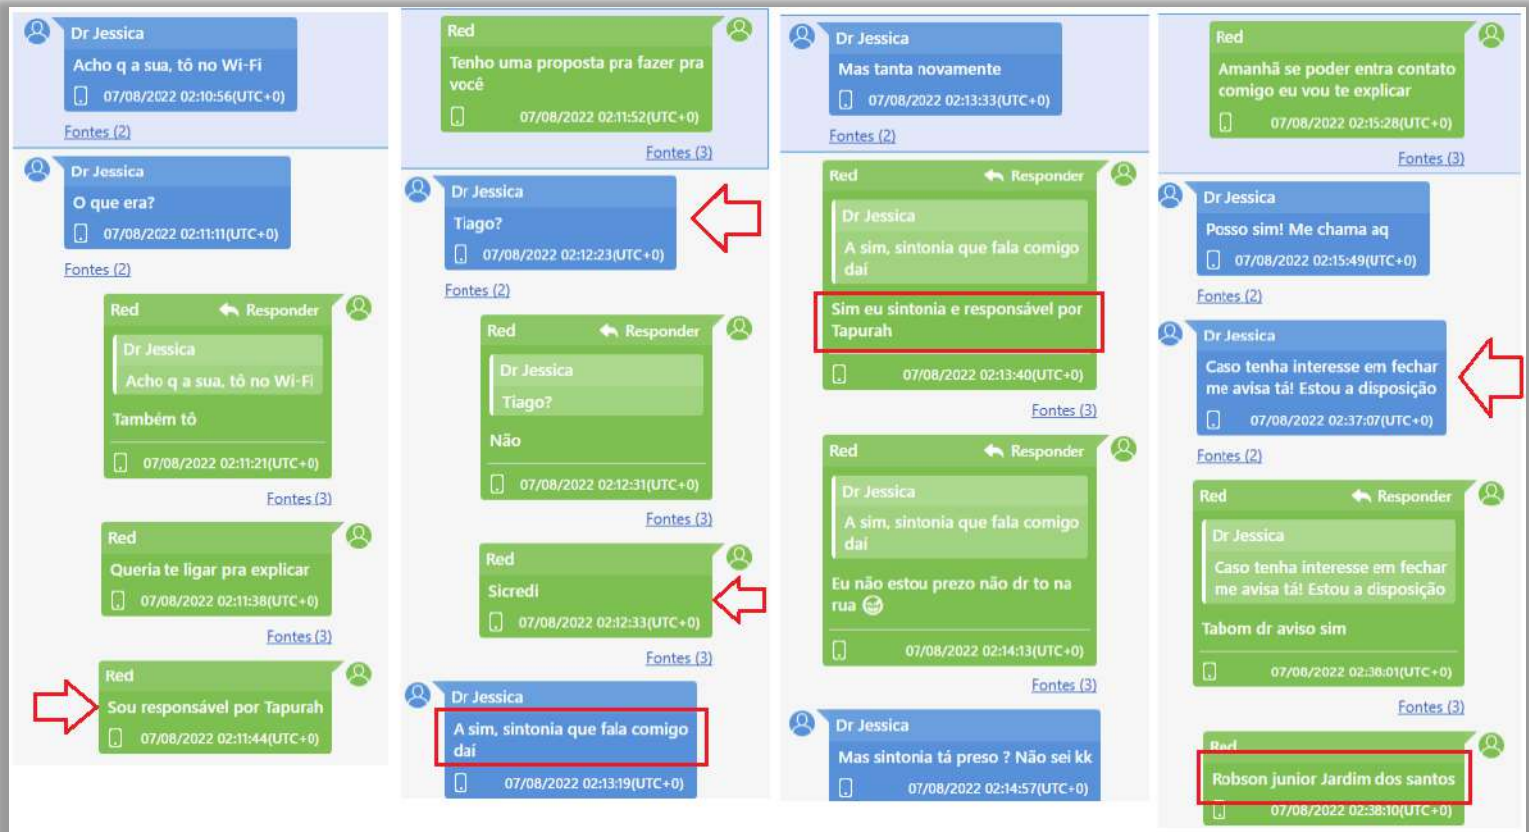 Dr Jessica
Acho q a sua, tô no Wi-Fi
07/08/2022 02:10:56(UTC+0)
Fontes (2)
Dr Jessica
O que era?
07/08/2022 02:11:11(UTC+0)
Fontes (2)
Red
Responder
Dr Jessica
Acho q a sua, tô no Wi-Fi
Também tô
07/08/2022 02:11:21(UTC+0)
Fontes (3)
Red
Queria te ligar pra explicar
07/08/2022 02:11:38(UTC+0)
Fontes (3)
Red
Sou responsável por Tapurah
07/08/2022 02:11:44(UTC+0)
Red
Tenho uma proposta pra fazer pra
você
07/08/2022 02:11:52(UTC+0)
Fontes (3)
Dr Jessica
Tiago?
07/08/2022 02:12:23(UTC+0)
Fontes (2)
Red
Responder
Dr Jessica
Tiago?
Não
07/08/2022 02:12:31(UTC+0)
Fontes (3)
Red
Sicredi
07/08/2022 02:12:33(UTC+0)
Fontes (3)
Dr Jessica
A sim, sintonia que fala comigo
daí
07/08/2022 02:13:19(UTC+0)
Dr Jessica
Mas tanta novamente
07/08/2022 02:13:33(UTC+0)
Fontes (2)
Red
Responder
Dr Jessica
A sim, sintonia que fala comigo
daí
Sim eu sintonia e responsável por
Tapurah
07/08/2022 02:13:40(UTC+0)
Fontes (3)
Red
Responder
Dr Jessica
A sim, sintonia que fala comigo
daí
Eu não estou prezo não dr to na
rua 😅
07/08/2022 02:14:13(UTC+0)
Fontes (3)
Dr Jessica
Mas sintonia tá preso ? Não sei kk
07/08/2022 02:14:57(UTC+0)
Red
Amanhã se poder entra contato
comigo eu vou te explicar
07/08/2022 02:15:28(UTC+0)
Fontes (3)
Dr Jessica
Posso sim! Me chama aq
07/08/2022 02:15:49(UTC+0)
Fontes (2)
Dr Jessica
Caso tenha interesse em fechar
me avisa tá! Estou a disposição
07/08/2022 02:37:07(UTC+0)
Fontes (2)
Red
Responder
Dr Jessica
Caso tenha interesse em fechar
me avisa tá! Estou a disposição
Tabom dr aviso sim
07/08/2022 02:38:01(UTC+0)
Fontes (3)
Red
Robson junior Jardim dos santos
07/08/2022 02:38:10(UTC+0)